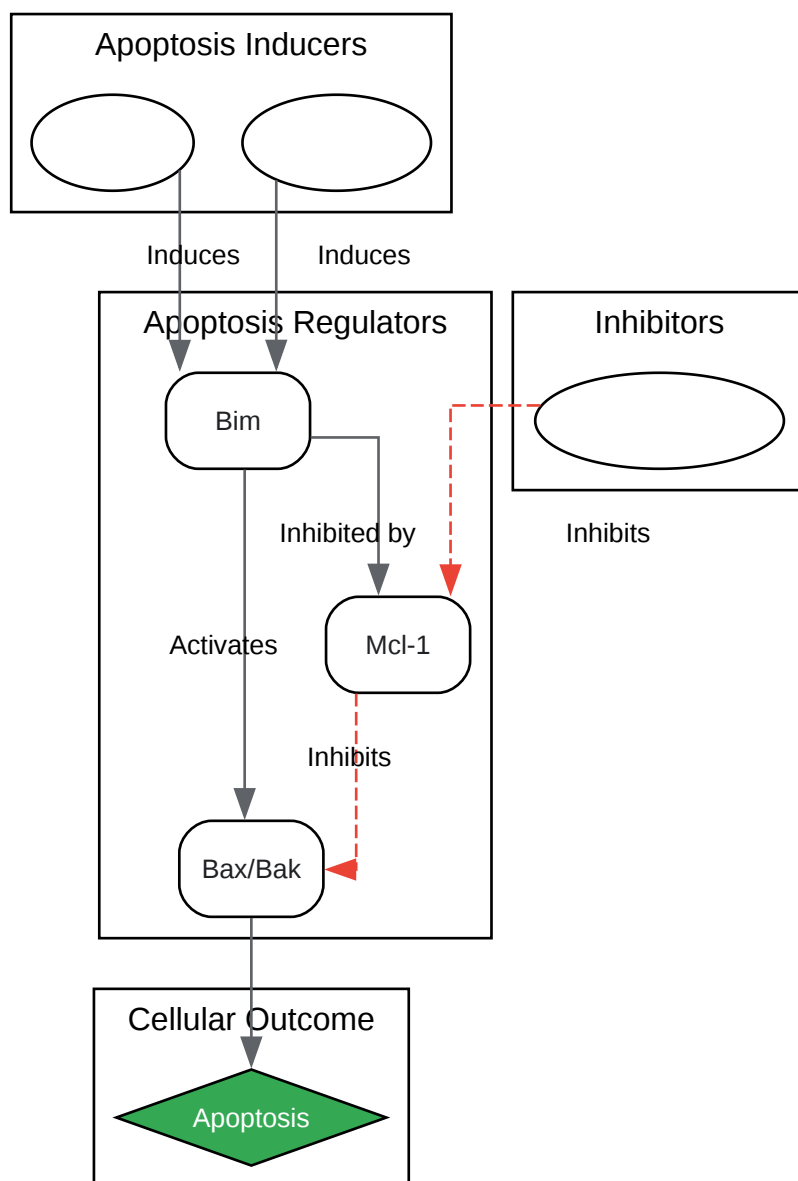 Apoptosis Inducers
Induces
Induces
Apoptosis Regulators
Inhibitors
Bim
Inhibited by
Inhibits
Activates
Mcl-1
Inhibits
Bax/Bak
Cellular Outcome
Apoptosis